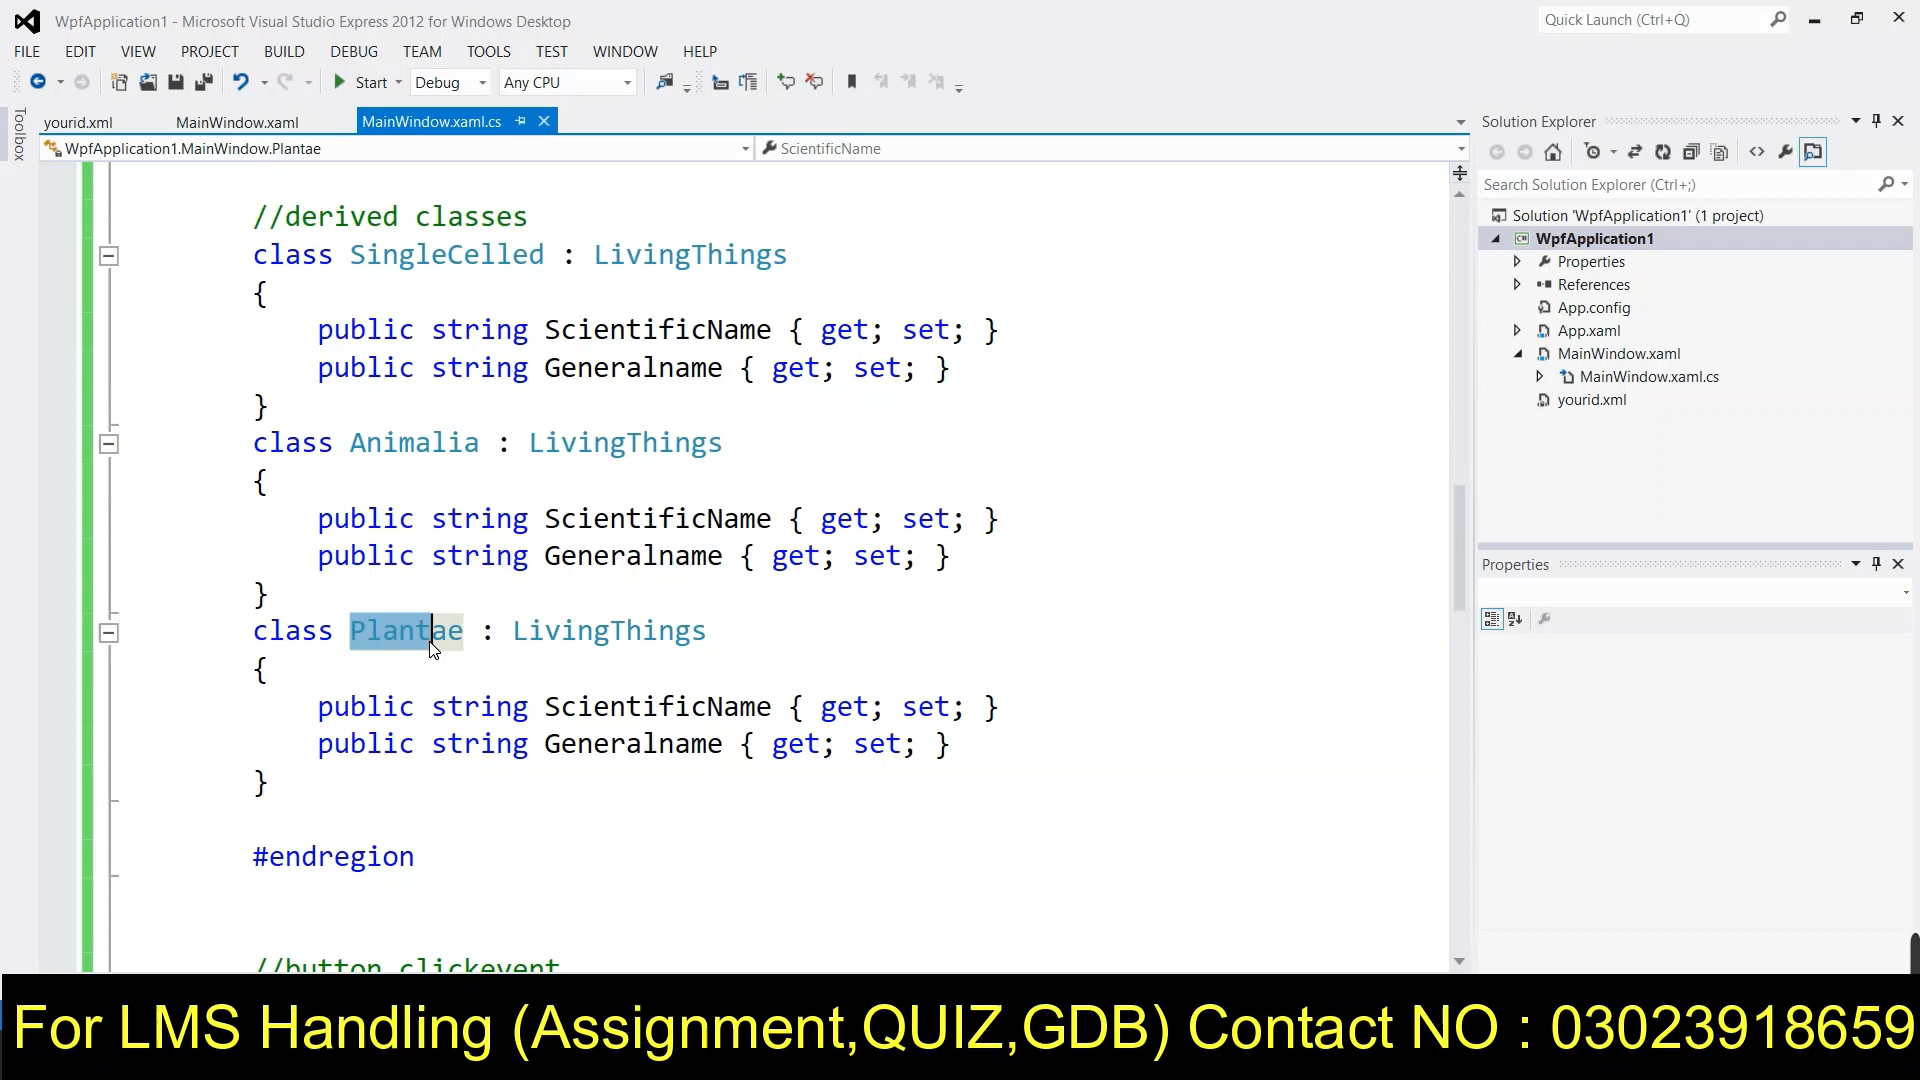 WpfApplication1 - Microsoft Visual Studio Express 2012 for Windows Desktop
Quick Launch (Ctrl+Q)
FILE EDIT VIEW PROJECT BUILD DEBUG TEAM TOOLS TEST WINDOW HELP
Start Debug Any CPU
Toolbox
yourid.xml MainWindow.xaml MainWindow.xaml.cs
WpfApplication1.MainWindow.Plantae ScientificName
//derived classes
class SingleCelled : LivingThings
{
public string ScientificName { get; set; }
public string Generalname { get; set; }
}
class Animalia : LivingThings
{
public string ScientificName { get; set; }
public string Generalname { get; set; }
}
class Plantae : LivingThings
{
public string ScientificName { get; set; }
public string Generalname { get; set; }
}
#endregion
//button clickevent
Solution Explorer
Search Solution Explorer (Ctrl+;)
Solution 'WpfApplication1' (1 project)
WpfApplication1
Properties
References
App.config
App.xaml
MainWindow.xaml
MainWindow.xaml.cs
yourid.xml
Properties
For LMS Handling (Assignment,QUIZ,GDB) Contact NO : 03023918659